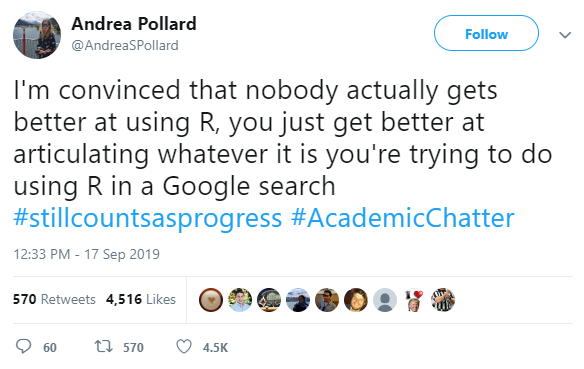 Andrea Pollard
@AndreaSPollard
Follow
I'm convinced that nobody actually gets
better at using R, you just get better at
articulating whatever it is you're trying to do
using R in a Google search
#stillcountsasprogress #AcademicChatter
12:33 PM - 17 Sep 2019
570 Retweets 4,516 Likes
60 570 4.5K